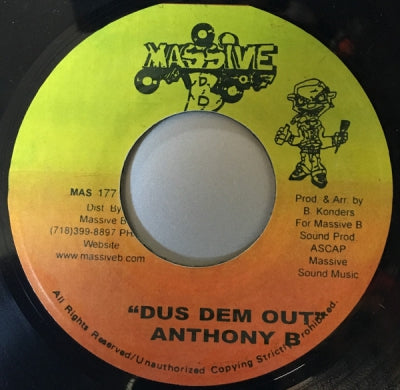 MASSIVE
B
MAS 177
Dist By
Massive B
(718)399-8897 PH
Website
www.massiveb.com
Prod & Arr. by
B. Konders
For Massive B
Sound Prod.
ASCAP
Massive
Sound Music
"DUS DEM OUT"
ANTHONY B
All Rights Reserved/Unauthorized Copying Strictly Prohibited.